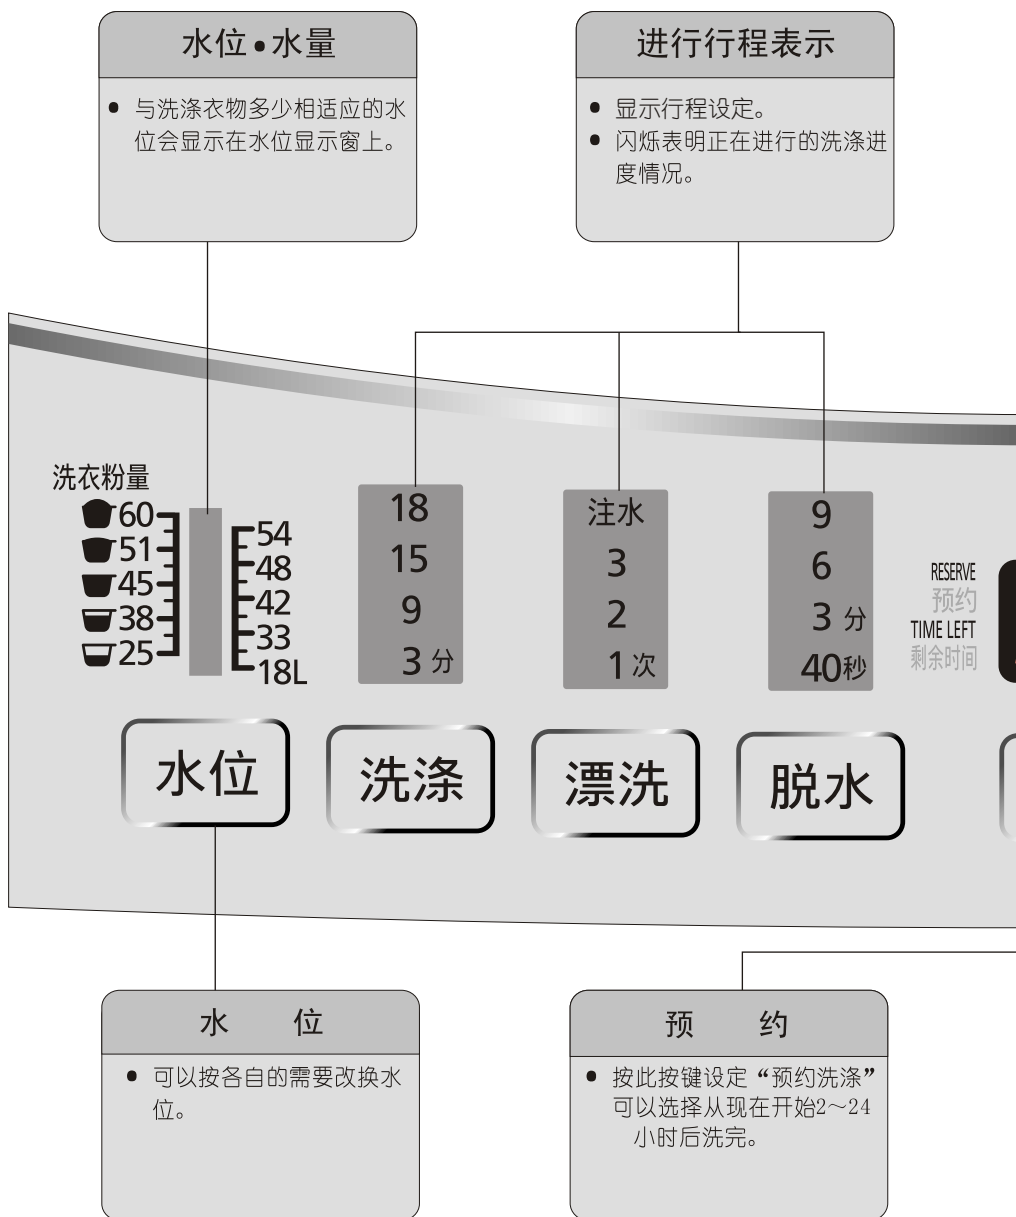 水位•水量
• 与洗涤衣物多少相适应的水
位会显示在水位显示窗上。
进行行程表示
• 显示行程设定。
• 闪烁表明正在进行的洗涤进
度情况。
洗衣粉量
60
51
45
38
25
54
48
42
33
18L
18
15
9
3 分
注水
3
2
1 次
9
6
3 分
40秒
RESERVE
预约
TIME LEFT
剩余时间
水位
洗涤
漂洗
脱水
水 位
• 可以按各自的需要改换水
位。
预 约
• 按此按键设定“预约洗涤”
可以选择从现在开始2～24
小时后洗完。